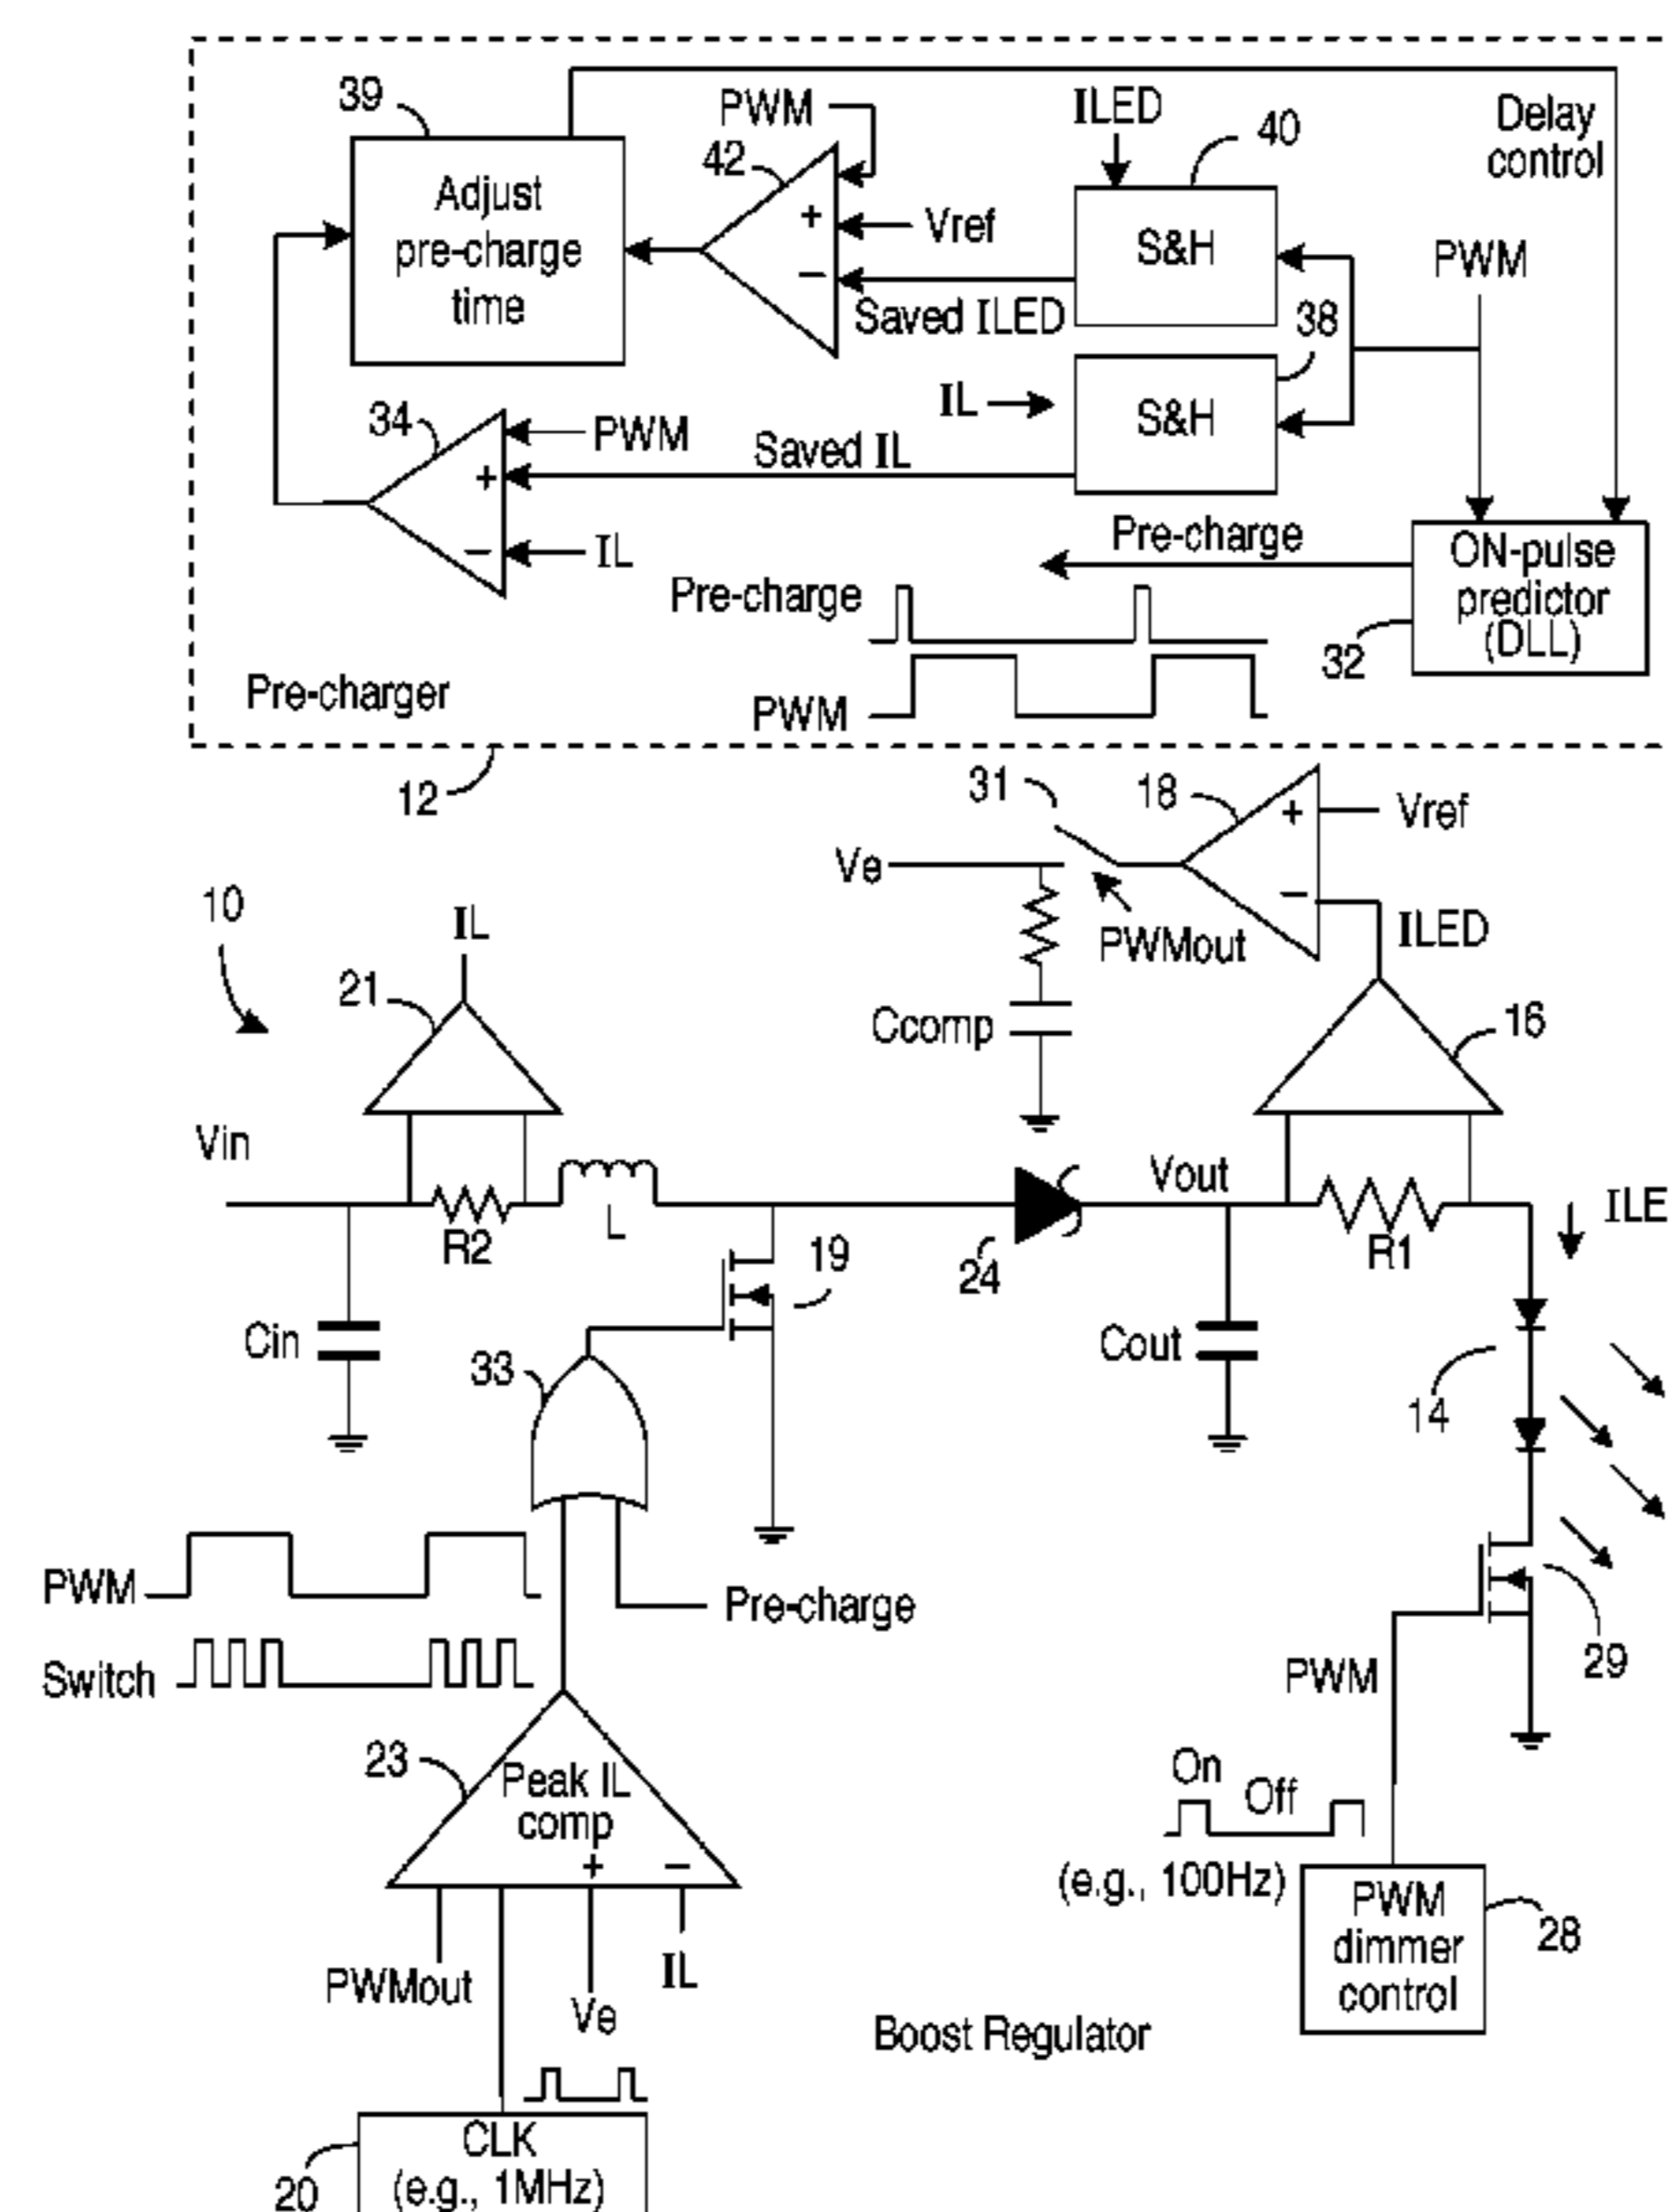 39
PWM
ILED
40
Delay
control
42
Adjust
pre-charge
time
+
Vref
−
S&H
PWM
Saved ILED
38
34
PWM
IL
S&H
+
Saved IL
−
IL
Pre-charge
ON-pulse
predictor
(DLL)
32
Pre-charge
Pre-charger
PWM
12
31
18
+
Vref
Ve
−
ILED
PWMout
10
IL
21
Ccomp
16
Vin
Vout
R2
L
24
R1
ILE
19
Cin
Cout
33
14
PWM
Pre-charge
Switch
PWM
29
23
Peak IL
comp
+ −
On
Off
(e.g., 100Hz)
PWM
dimmer
control
28
PWMout
Ve
IL
Boost Regulator
CLK
(e.g., 1MHz)
20